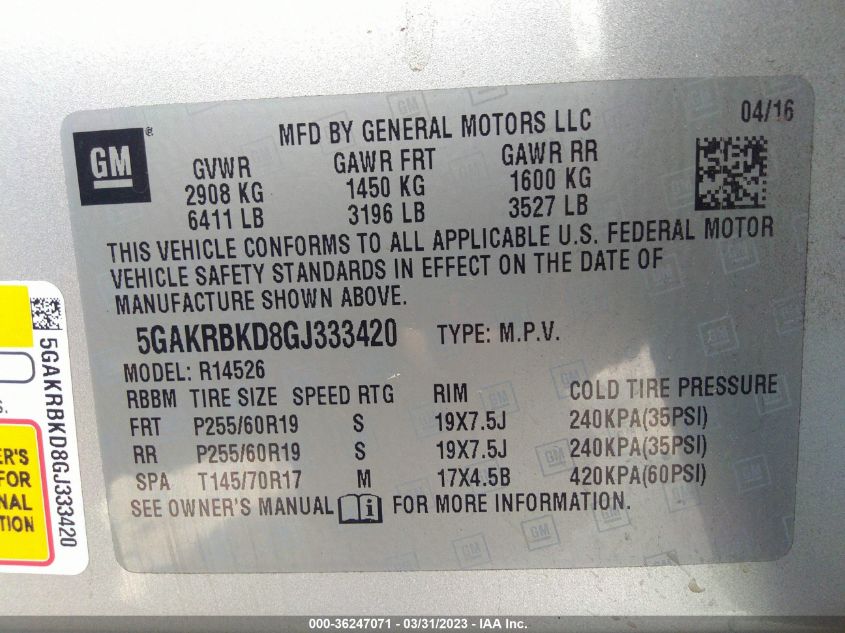 GM ®
MFD BY GENERAL MOTORS LLC
04/16
GVWR GAWR FRT GAWR RR
2908 KG 1450 KG 1600 KG
6411 LB 3196 LB 3527 LB
THIS VEHICLE CONFORMS TO ALL APPLICABLE U.S. FEDERAL MOTOR
VEHICLE SAFETY STANDARDS IN EFFECT ON THE DATE OF
MANUFACTURE SHOWN ABOVE.
5GAKRBKD8GJ333420 TYPE: M.P.V.
MODEL: R14526
RBBM TIRE SIZE SPEED RTG RIM COLD TIRE PRESSURE
FRT P255/60R19 S 19X7.5J 240KPA(35PSI)
RR P255/60R19 S 19X7.5J 240KPA(35PSI)
SPA T145/70R17 M 17X4.5B 420KPA(60PSI)
SEE OWNER'S MANUAL i FOR MORE INFORMATION.
5GAKRBKD8GJ333420
S.
ER'S
FOR
NAL
TION
000-36247071 — 03/31/2023 — IAA Inc.